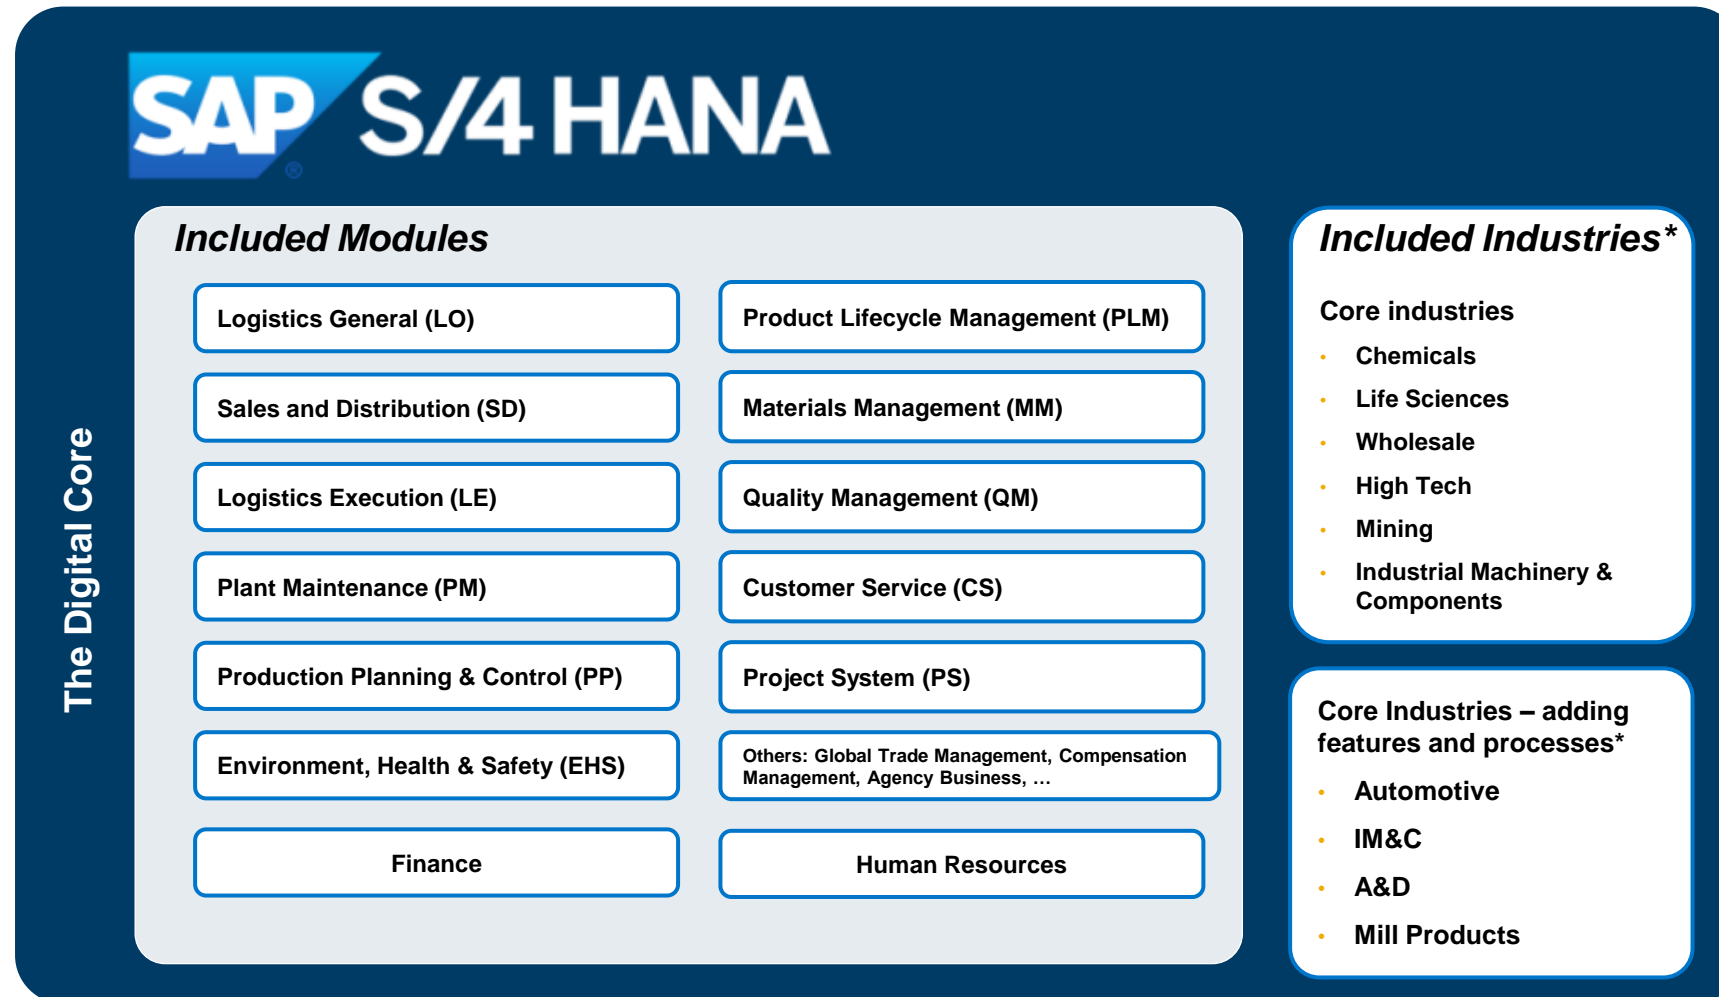 SAP S/4 HANA
®
The Digital Core
Included Modules
Logistics General (LO)
Product Lifecycle Management (PLM)
Sales and Distribution (SD)
Materials Management (MM)
Logistics Execution (LE)
Quality Management (QM)
Plant Maintenance (PM)
Customer Service (CS)
Production Planning & Control (PP)
Project System (PS)
Environment, Health & Safety (EHS)
Others: Global Trade Management, Compensation
Management, Agency Business, …
Finance
Human Resources
Included Industries*
Core industries
• Chemicals
• Life Sciences
• Wholesale
• High Tech
• Mining
• Industrial Machinery &
Components
Core Industries – adding
features and processes*
• Automotive
• IM&C
• A&D
• Mill Products